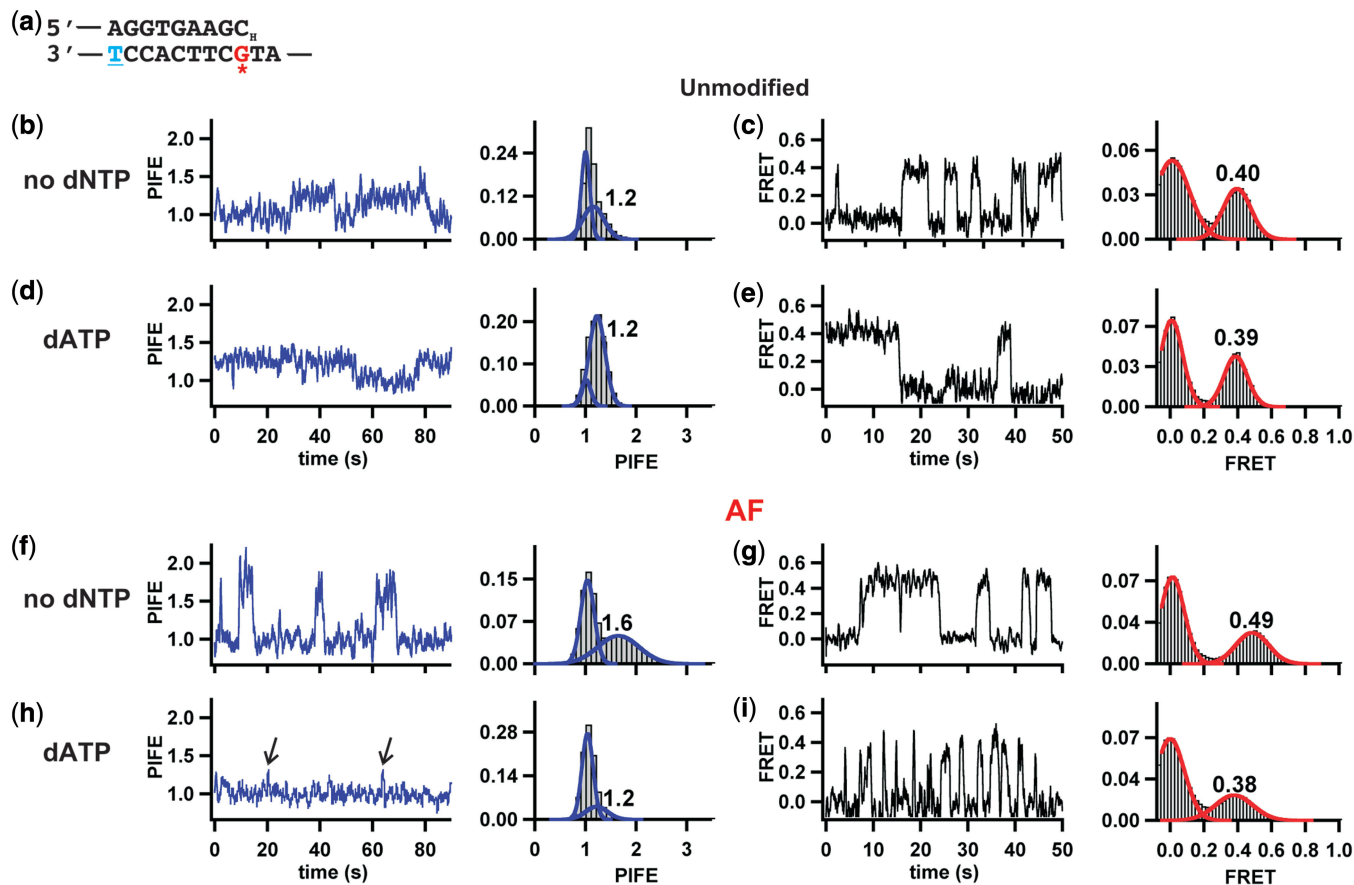 (a) 5′— AGGTGAAGC H
3′— TCCACTTCGTA —
*
Unmodified
(b) no dNTP
PIFE
2.0
1.5
1.0
0.24
0.12
0.00
1.2
(c)
FRET
0.6
0.4
0.2
0.0
0.06
0.03
0.00
0.40
(d) dATP
PIFE
2.0
1.5
1.0
0 20 40 60 80
time (s)
0.20
0.10
0.00
1.2
0 1 2 3
PIFE
(e)
FRET
0.6
0.4
0.2
0.0
0 10 20 30 40 50
time (s)
0.07
0.03
0.00
0.39
0.0 0.2 0.4 0.6 0.8 1.0
FRET
AF
(f) no dNTP
PIFE
2.0
1.5
1.0
0.15
0.07
0.00
1.6
(g)
FRET
0.6
0.4
0.2
0.0
0.07
0.04
0.00
0.49
(h) dATP
PIFE
2.0
1.5
1.0
0 20 40 60 80
time (s)
0.28
0.14
0.00
1.2
0 1 2 3
PIFE
(i)
FRET
0.6
0.4
0.2
0.0
0 10 20 30 40 50
time (s)
0.07
0.04
0.00
0.38
0.0 0.2 0.4 0.6 0.8 1.0
FRET